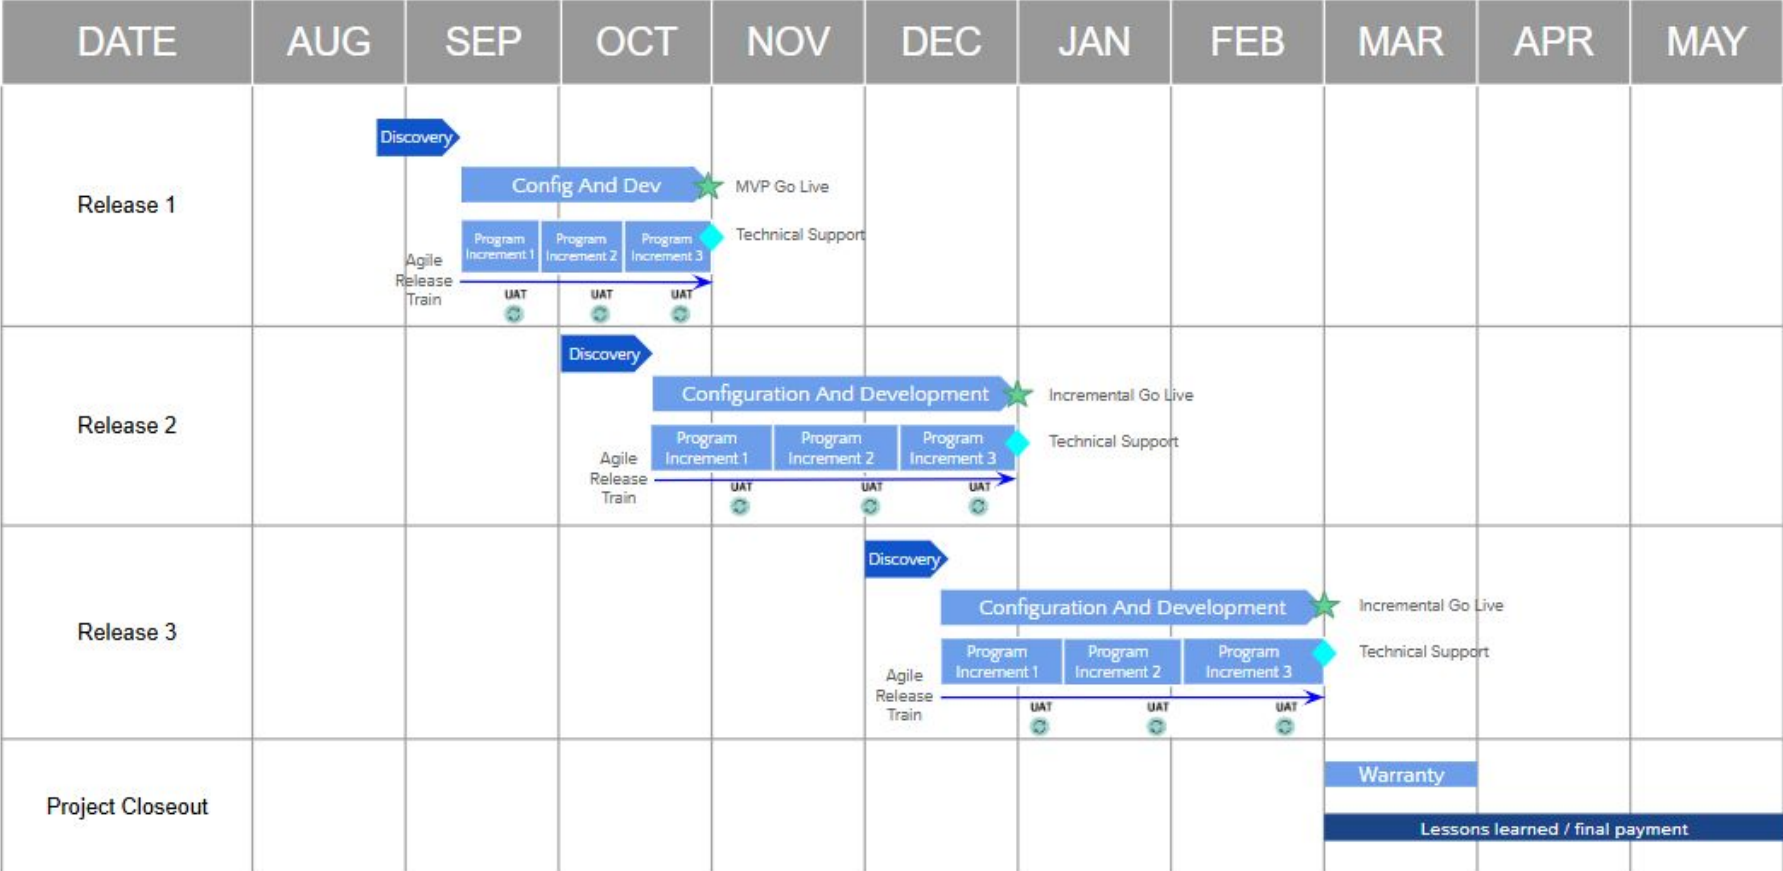 DATE AUG SEP OCT NOV DEC JAN FEB MAR APR MAY
Release 1
Discovery
Config And Dev
MVP Go Live
Program
Increment 1
Program
Increment 2
Program
Increment 3
Technical Support
Agile
Release
Train
UAT UAT UAT
Release 2
Discovery
Configuration And Development
Incremental Go Live
Program
Increment 1
Program
Increment 2
Program
Increment 3
Technical Support
Agile
Release
Train
UAT UAT UAT
Release 3
Discovery
Configuration And Development
Incremental Go Live
Program
Increment 1
Program
Increment 2
Program
Increment 3
Technical Support
Agile
Release
Train
UAT UAT UAT
Project Closeout
Warranty
Lessons learned / final payment